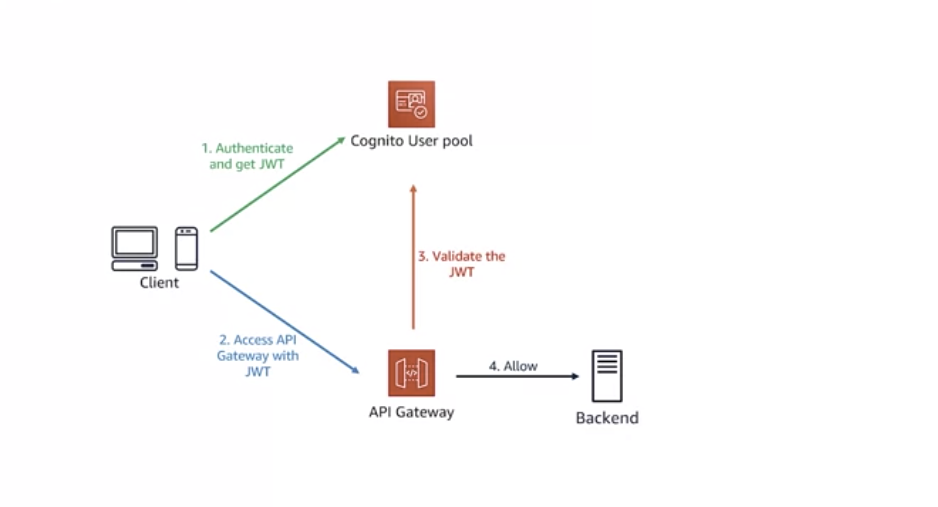 Cognito User pool
1. Authenticate
and get JWT
3. Validate the
JWT
Client
2. Access API
Gateway with
JWT
4. Allow
API Gateway
Backend